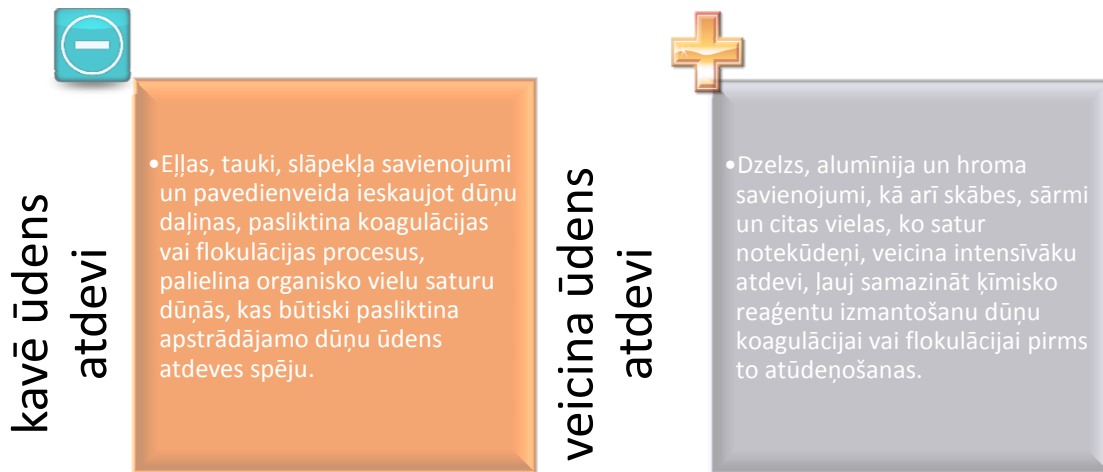 kavē ūdens
atdevi
•Eļļas, tauki, slāpekļa savienojumi
un pavedienveida ieskaujot dūņu
daļiņas, pasliktina koagulācijas
vai flokulācijas procesus,
palielina organisko vielu saturu
dūņās, kas būtiski pasliktina
apstrādājamo dūņu ūdens
atdeves spēju.
veicina ūdens
atdevi
•Dzelzs, alumīnija un hroma
savienojumi, kā arī skābes, sārmi
un citas vielas, ko satur
notekūdeņi, veicina intensīvāku
atdevi, ļauj samazināt ķīmisko
reaģentu izmantošanu dūņu
koagulācijai vai flokulācijai pirms
to atūdeņošanas.